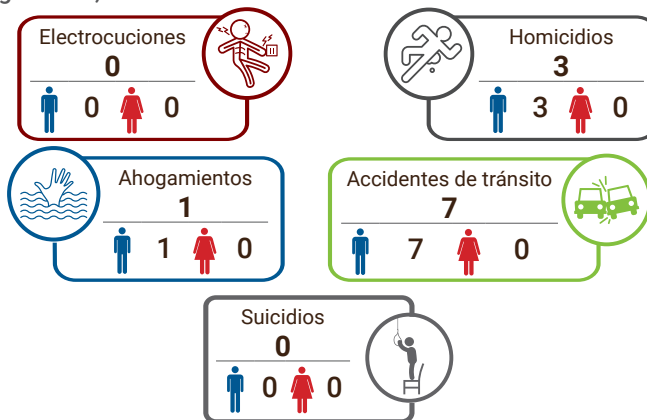 Electrocuciones
0
0 0
Homicidios
3
3 0
Ahogamientos
1
1 0
Accidentes de tránsito
7
7 0
Suicidios
0
0 0